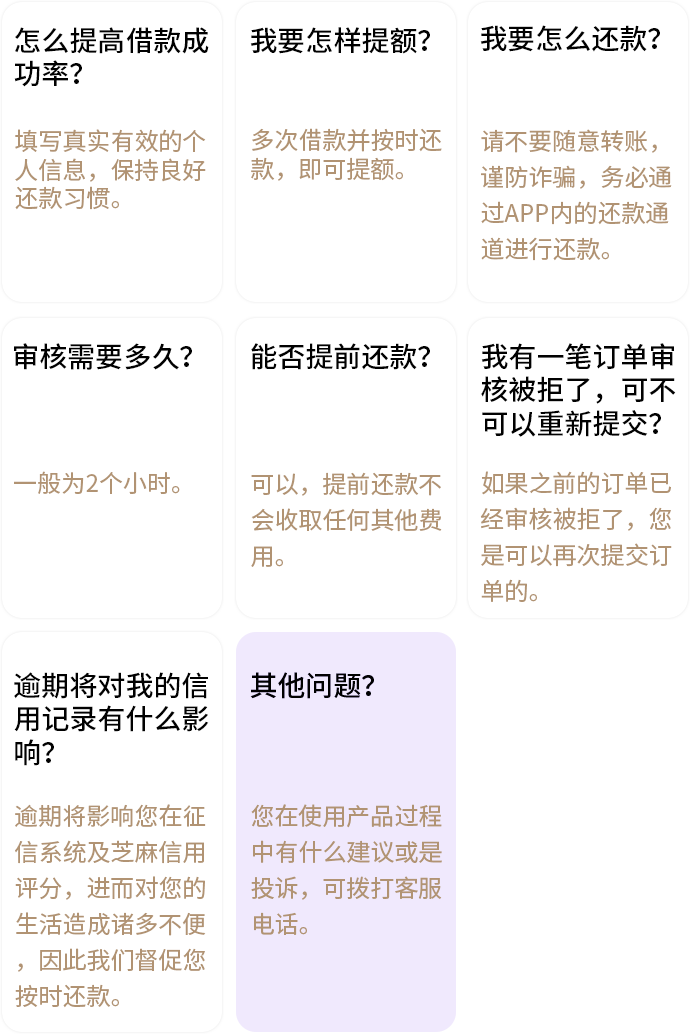 怎么提高借款成
功率？
填写真实有效的个
人信息，保持良好
还款习惯。
我要怎样提额？
多次借款并按时还
款，即可提额。
我要怎么还款？
请不要随意转账，
谨防诈骗，务必通
过APP内的还款通
道进行还款。
审核需要多久？
一般为2个小时。
能否提前还款？
可以，提前还款不
会收取任何其他费
用。
我有一笔订单审
核被拒了，可不
可以重新提交？
如果之前的订单已
经审核被拒了，您
是可以再次提交订
单的。
逾期将对我的信
用记录有什么影
响？
逾期将影响您在征
信系统及芝麻信用
评分，进而对您的
生活造成诸多不便
，因此我们督促您
按时还款。
其他问题？
您在使用产品过程
中有什么建议或是
投诉，可拨打客服
电话。